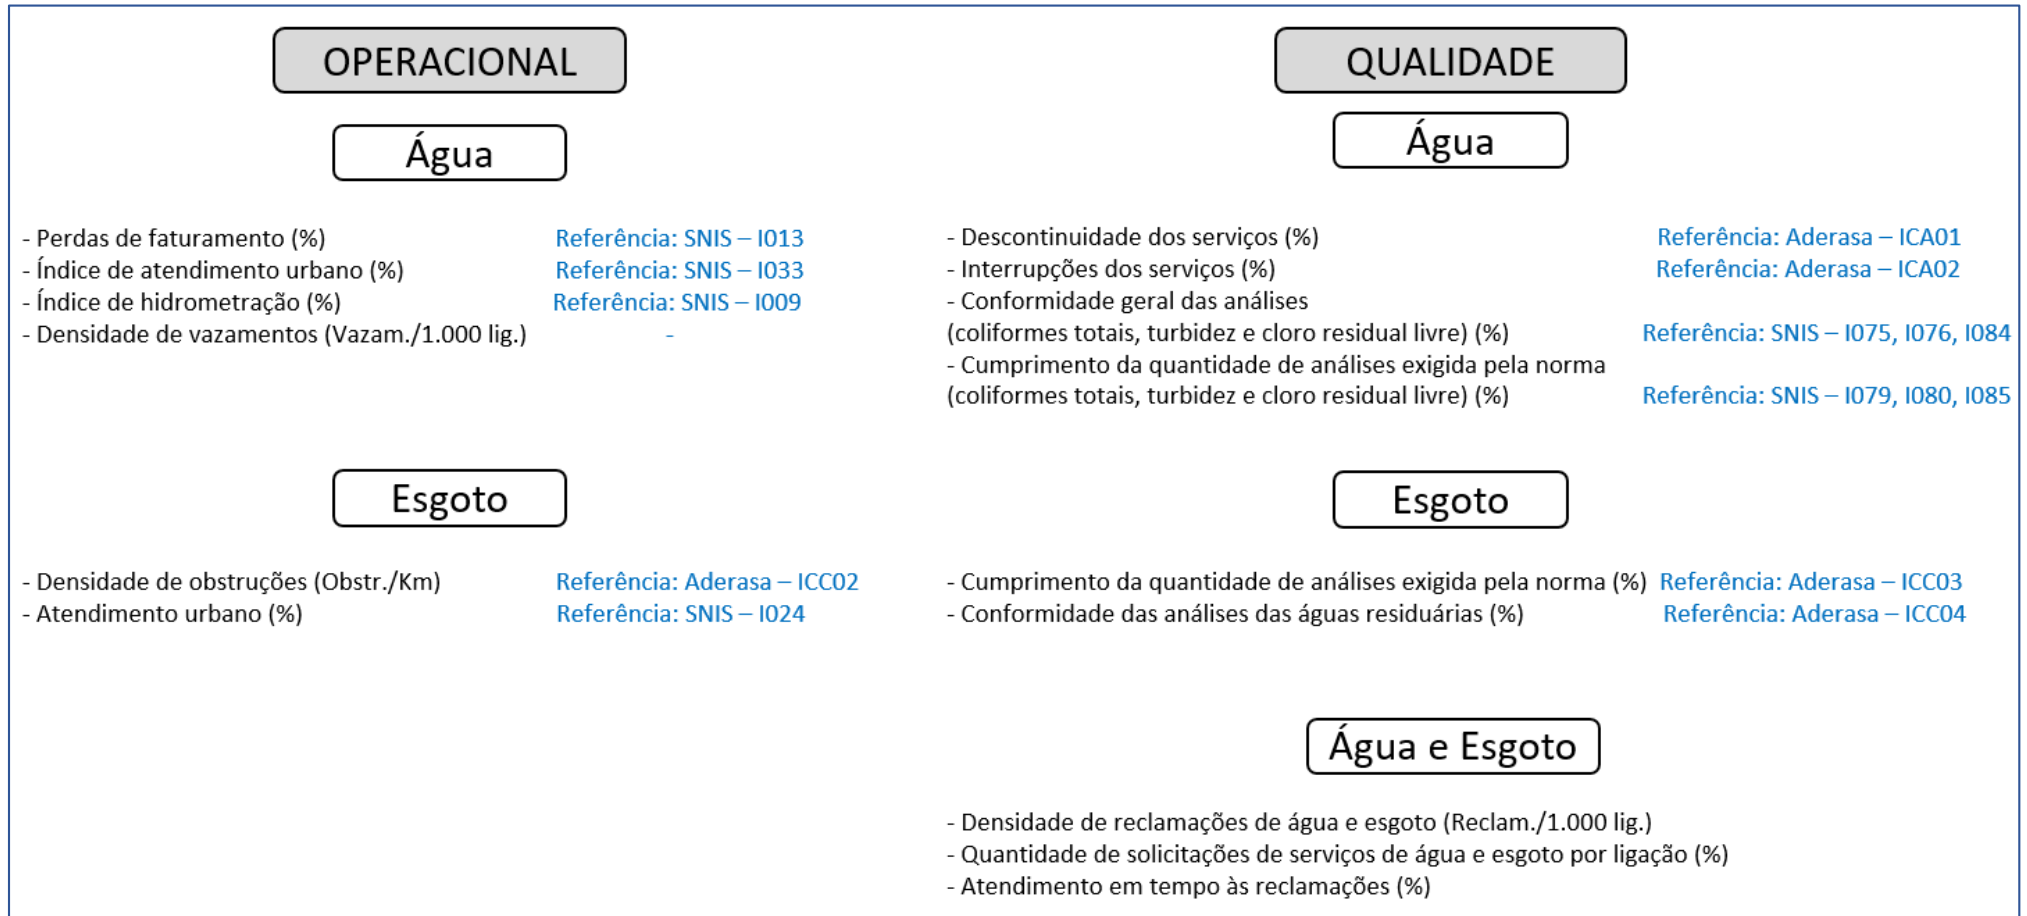 OPERACIONAL
Água
- Perdas de faturamento (%) Referência: SNIS – I013
- Índice de atendimento urbano (%) Referência: SNIS – I033
- Índice de hidrometração (%) Referência: SNIS – I009
- Densidade de vazamentos (Vazam./1.000 lig.) -
Esgoto
- Densidade de obstruções (Obstr./Km) Referência: Aderasa – ICC02
- Atendimento urbano (%) Referência: SNIS – I024
QUALIDADE
Água
- Descontinuidade dos serviços (%) Referência: Aderasa – ICA01
- Interrupções dos serviços (%) Referência: Aderasa – ICA02
- Conformidade geral das análises
(coliformes totais, turbidez e cloro residual livre) (%) Referência: SNIS – I075, I076, I084
- Cumprimento da quantidade de análises exigida pela norma
(coliformes totais, turbidez e cloro residual livre) (%) Referência: SNIS – I079, I080, I085
Esgoto
- Cumprimento da quantidade de análises exigida pela norma (%) Referência: Aderasa – ICC03
- Conformidade das análises das águas residuárias (%) Referência: Aderasa – ICC04
Água e Esgoto
- Densidade de reclamações de água e esgoto (Reclam./1.000 lig.)
- Quantidade de solicitações de serviços de água e esgoto por ligação (%)
- Atendimento em tempo às reclamações (%)